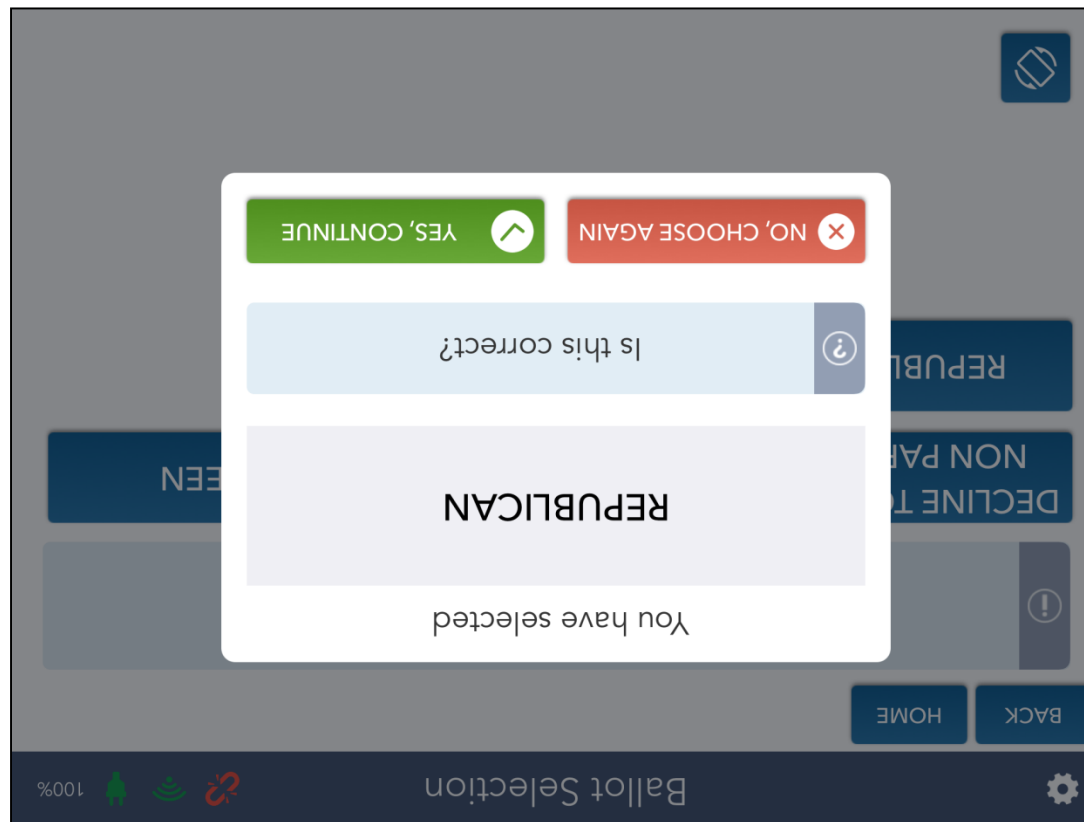 Ballot Selection
100%
BACK
HOME
DECLINE T
NON PAR
EEN
REPUBL
You have selected
REPUBLICAN
Is this correct?
NO, CHOOSE AGAIN
YES, CONTINUE